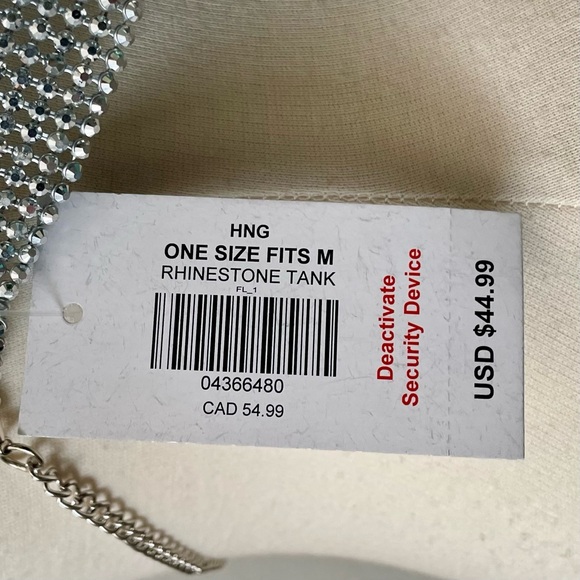 HNG
ONE SIZE FITS M
RHINESTONE TANK
FL_1
04366480
CAD 54.99
Deactivate
Security Device
USD $44.99